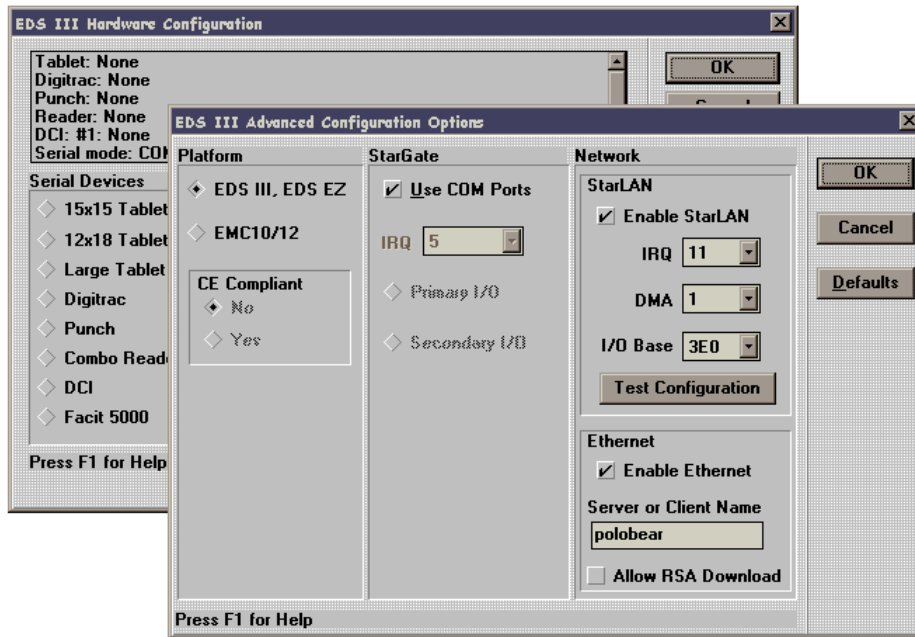 EDS III Hardware Configuration
Tablet: None
Digitrac: None
Punch: None
Reader: None
DCI: #1: None
Serial mode:
OK
Serial Devices
15x15 Tablet
12x18 Tablet
Large Tablet
Digitrac
Punch
Combo
DCI
Facit 5000
Press F1 for Help
EDS III Advanced Configuration Options
Platform
EDS III, EDS EZ
EMC10/12
CE Compliant
No
Yes
StarGate
Use COM Ports
IRQ 5
Primary I/O
Secondary I/O
Network
StarLAN
Enable StarLAN
IRQ 11
DMA 1
I/O Base 3E0
Test Configuration
Ethernet
Enable Ethernet
Server or Client Name
polobear
Allow RSA Download
OK
Cancel
Defaults
Press F1 for Help